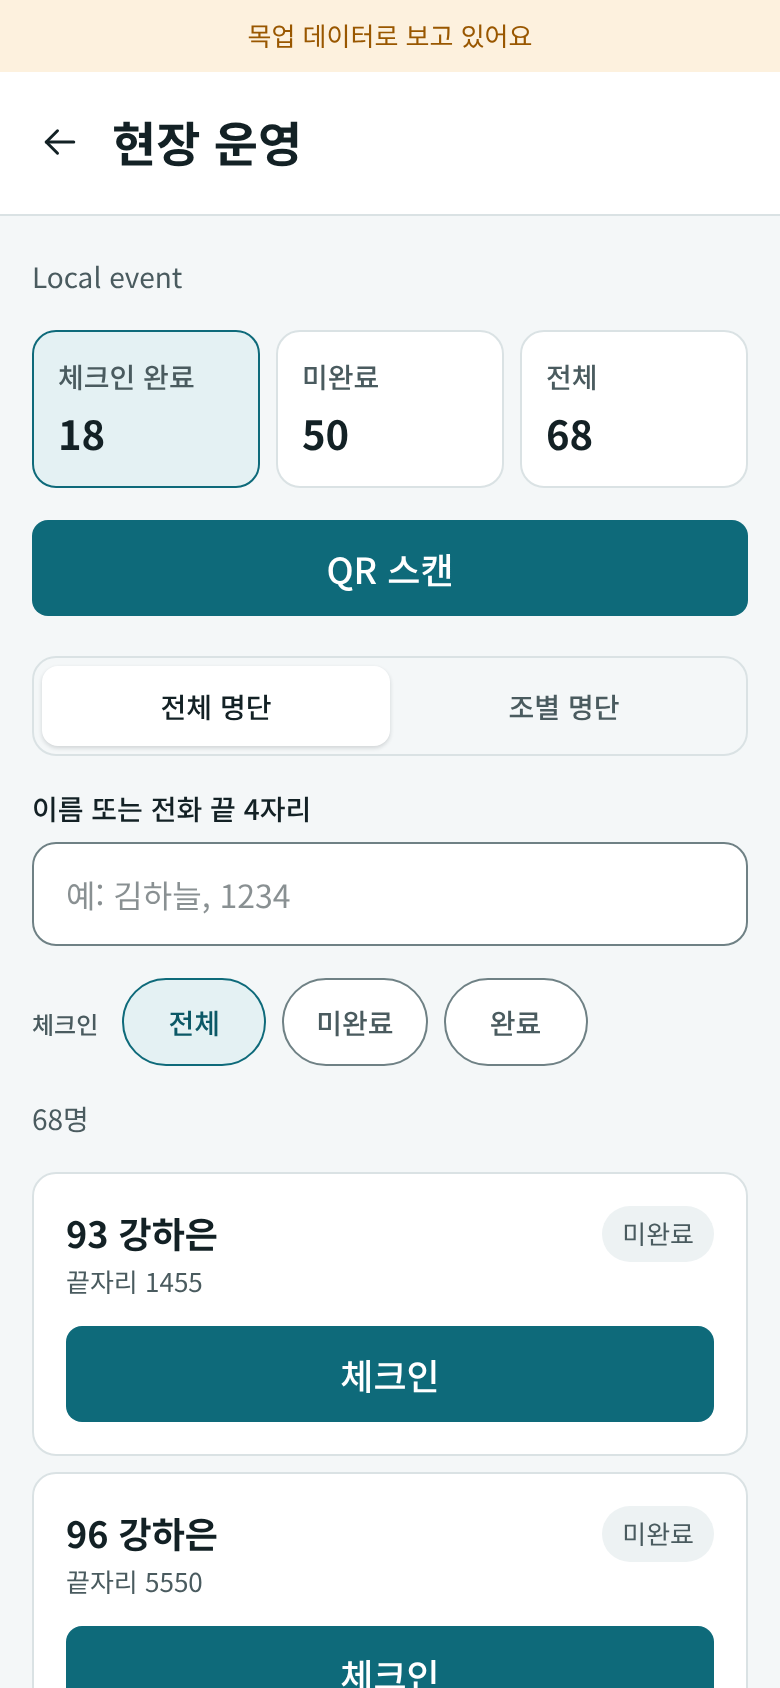 목업 데이터로 보고 있어요
현장 운영
Local event
체크인 완료
18
미완료
50
전체
68
QR 스캔
전체 명단
조별 명단
이름 또는 전화 끝 4자리
예: 김하늘, 1234
체크인 전체 미완료 완료
68명
93 강하은
미완료
끝자리 1455
체크인
96 강하은
미완료
끝자리 5550
체크인